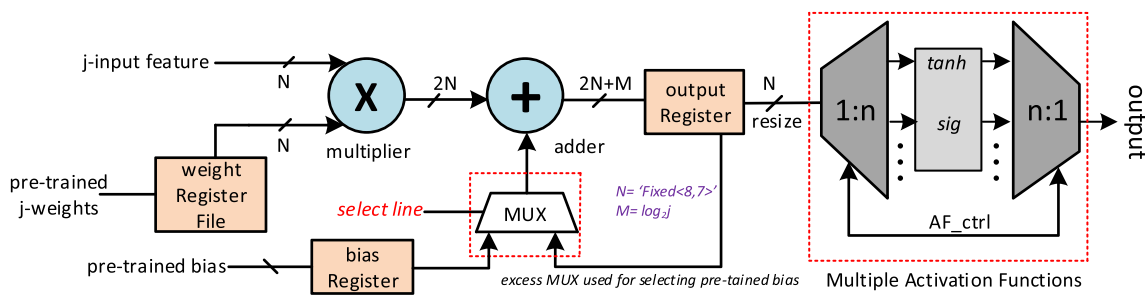 j-input feature
N
X
2N
+
2N+M
output
Register
N
resize
1:n
tanh
sig
n:1
output
N
multiplier
adder
pre-trained
j-weights
weight
Register
File
select line
MUX
N= ‘Fixed<8,7>’
M= log₂j
AF_ctrl
pre-trained bias
bias
Register
excess MUX used for selecting pre-tained bias
Multiple Activation Functions